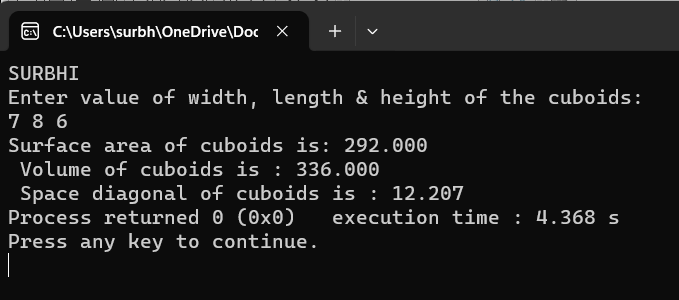 C:\Users\surbh\OneDrive\Doc
SURBHI
Enter value of width, length & height of the cuboids:
7 8 6
Surface area of cuboids is: 292.000
 Volume of cuboids is : 336.000
 Space diagonal of cuboids is : 12.207
Process returned 0 (0x0)   execution time : 4.368 s
Press any key to continue.